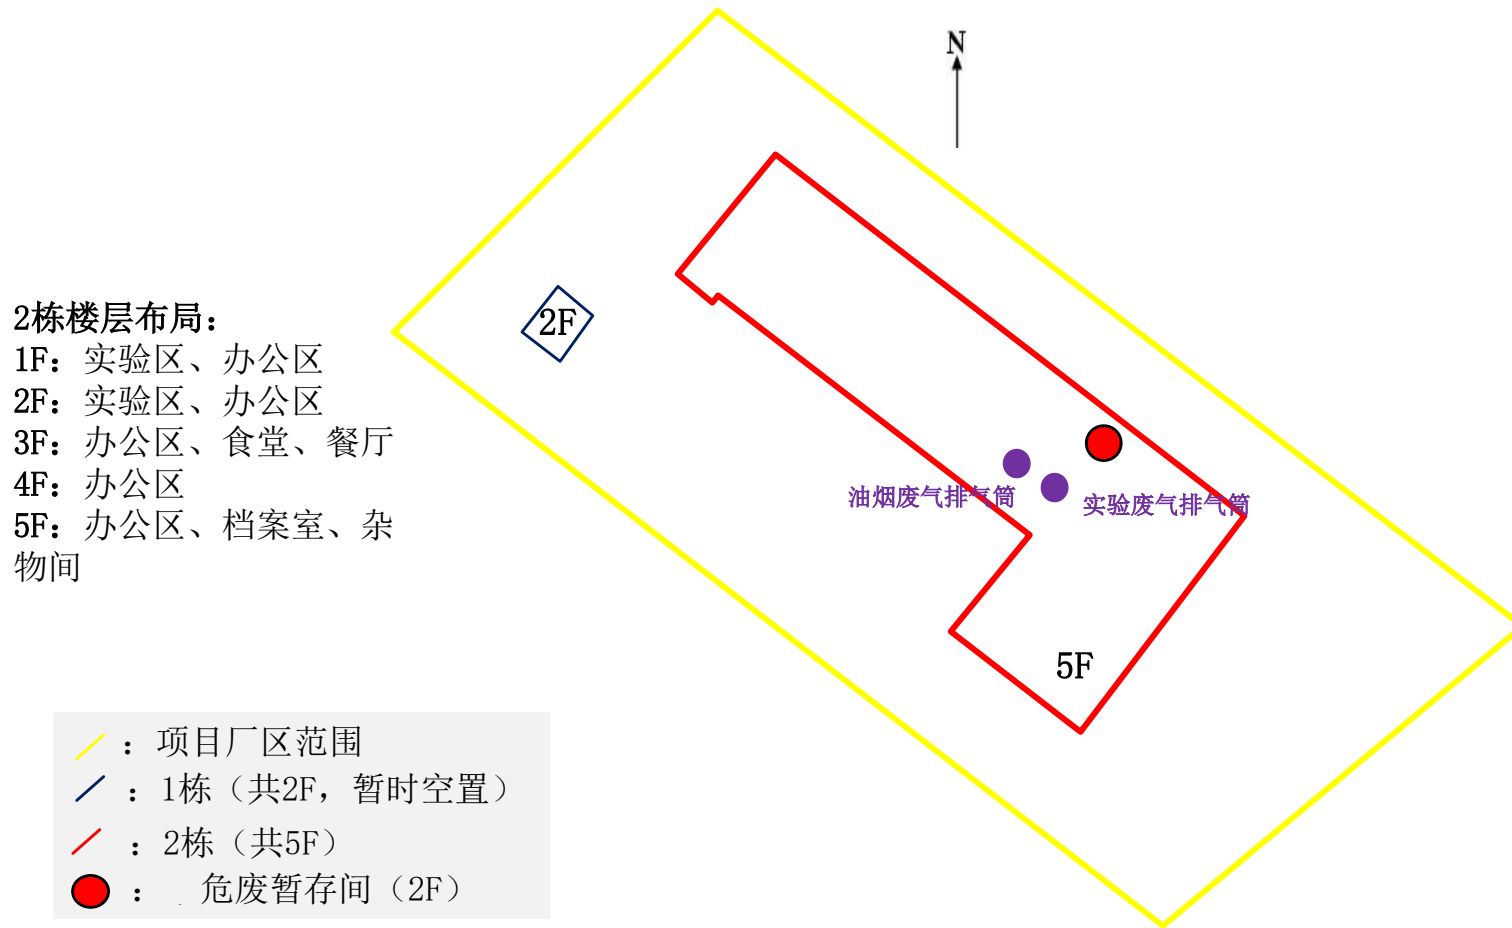 N
2栋楼层布局：
1F：实验区、办公区
2F：实验区、办公区
3F：办公区、食堂、餐厅
4F：办公区
5F：办公区、档案室、杂
物间
2F
油烟废气排气筒
实验废气排气筒
5F
：项目厂区范围
：1栋（共2F，暂时空置）
：2栋（共5F）
：危废暂存间（2F）